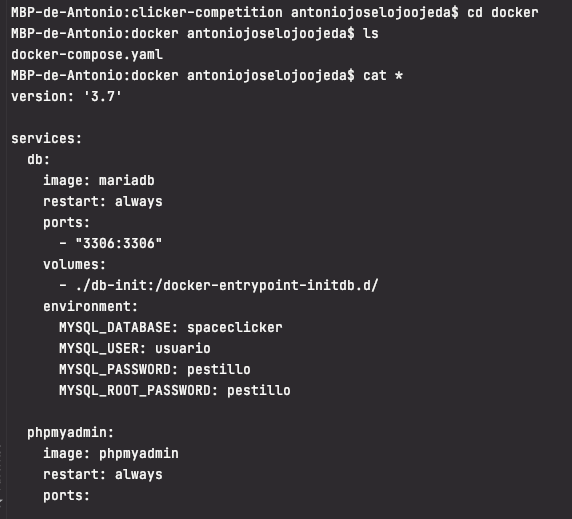 MBP-de-Antonio:clicker-competition antoniojoselojoojeda$ cd docker
MBP-de-Antonio:docker antoniojoselojoojeda$ ls
docker-compose.yaml
MBP-de-Antonio:docker antoniojoselojoojeda$ cat *
version: '3.7'

services:
  db:
    image: mariadb
    restart: always
    ports:
      - "3306:3306"
    volumes:
      - ./db-init:/docker-entrypoint-initdb.d/
    environment:
      MYSQL_DATABASE: spaceclicker
      MYSQL_USER: usuario
      MYSQL_PASSWORD: pestillo
      MYSQL_ROOT_PASSWORD: pestillo

  phpmyadmin:
    image: phpmyadmin
    restart: always
    ports: